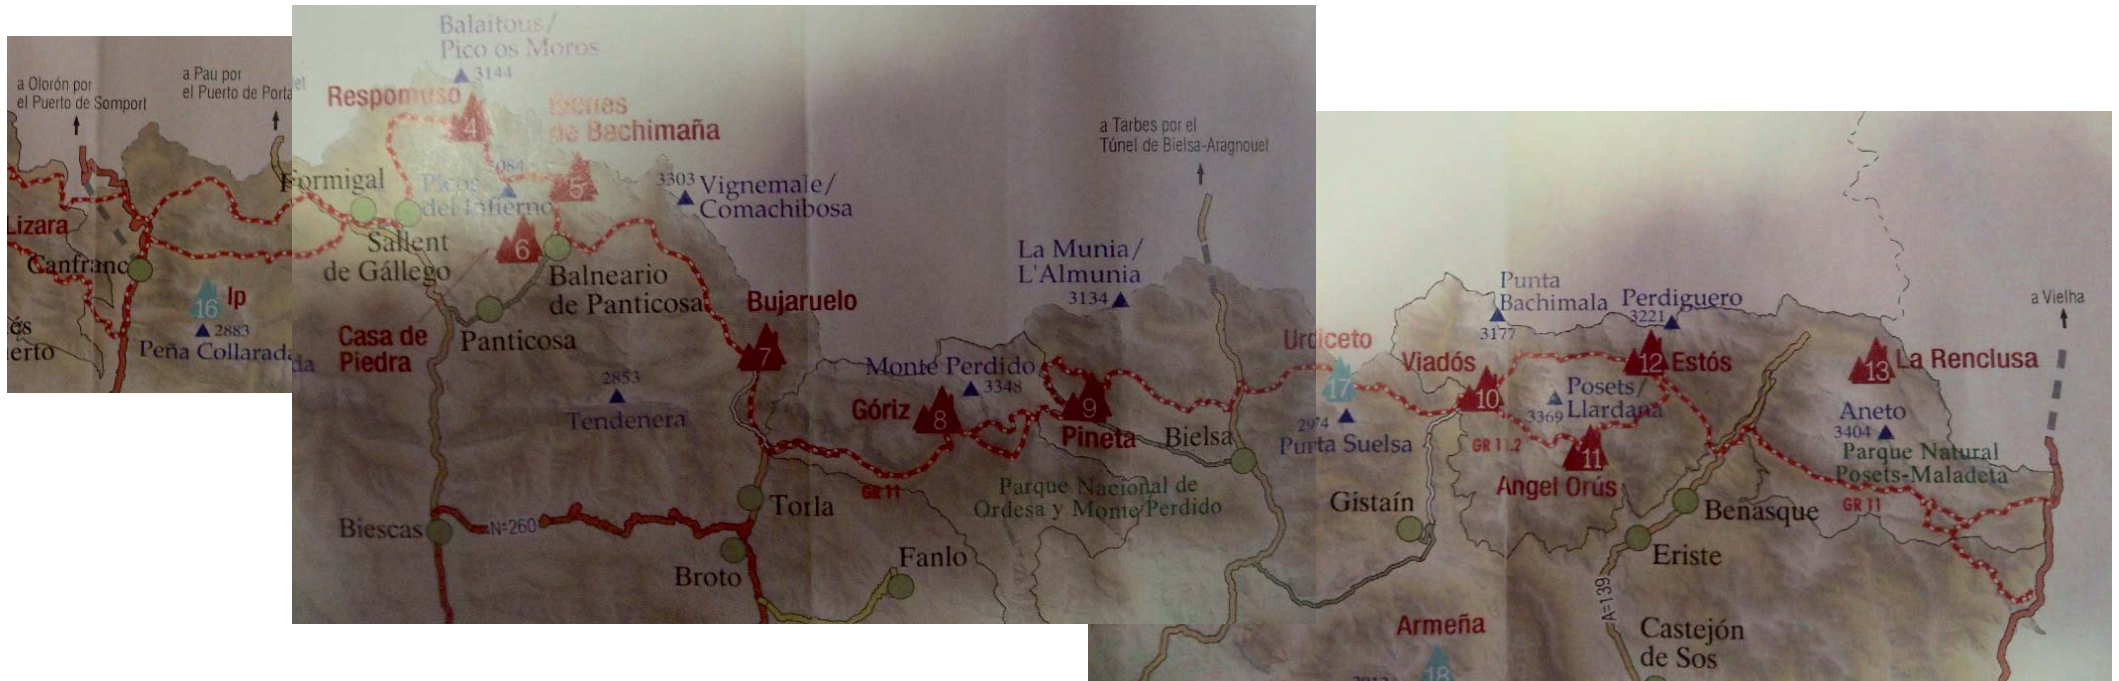 a Olorón por
el Puerto de Somport
a Pau por
el Puerto de Portalet
Balaitous/
Pico os Moros
3144
Respomuso
4
de Bachimaña
5
Formigal
Picos
del Infierno
3303
Vignemale/
Comachibosa
a Tarbes por el
Túnel de Bielsa-Aragnouet
Lizara
Canfranc
16
Ip
2883
Peña Collarada
Sallent
de Gállego
6
Balneario
de Panticosa
Casa de
Piedra
Panticosa
Bujaruelo
7
La Munia/
L'Almunia
3134
2853
Tendenera
Monte Perdido
3348
Góriz
8
9
Pineta
Bielsa
Urdiceto
17
2974
Punta Suelsa
Viadós
10
Punta
Bachimala
3177
Perdiguero
3221
12
Estós
Posets/
Llardana
3369
GR 11.2
11
Angel Orús
13
La Renclusa
Aneto
3404
Parque Natural
Posets-Maladeta
a Vielha
GR 11
GR 11
Parque Nacional de
Ordesa y Monte Perdido
Torla
Biescas
N=260
Broto
Fanlo
Gistaín
Benasque
Eriste
A=139
Armeña
18
Castejón
de Sos